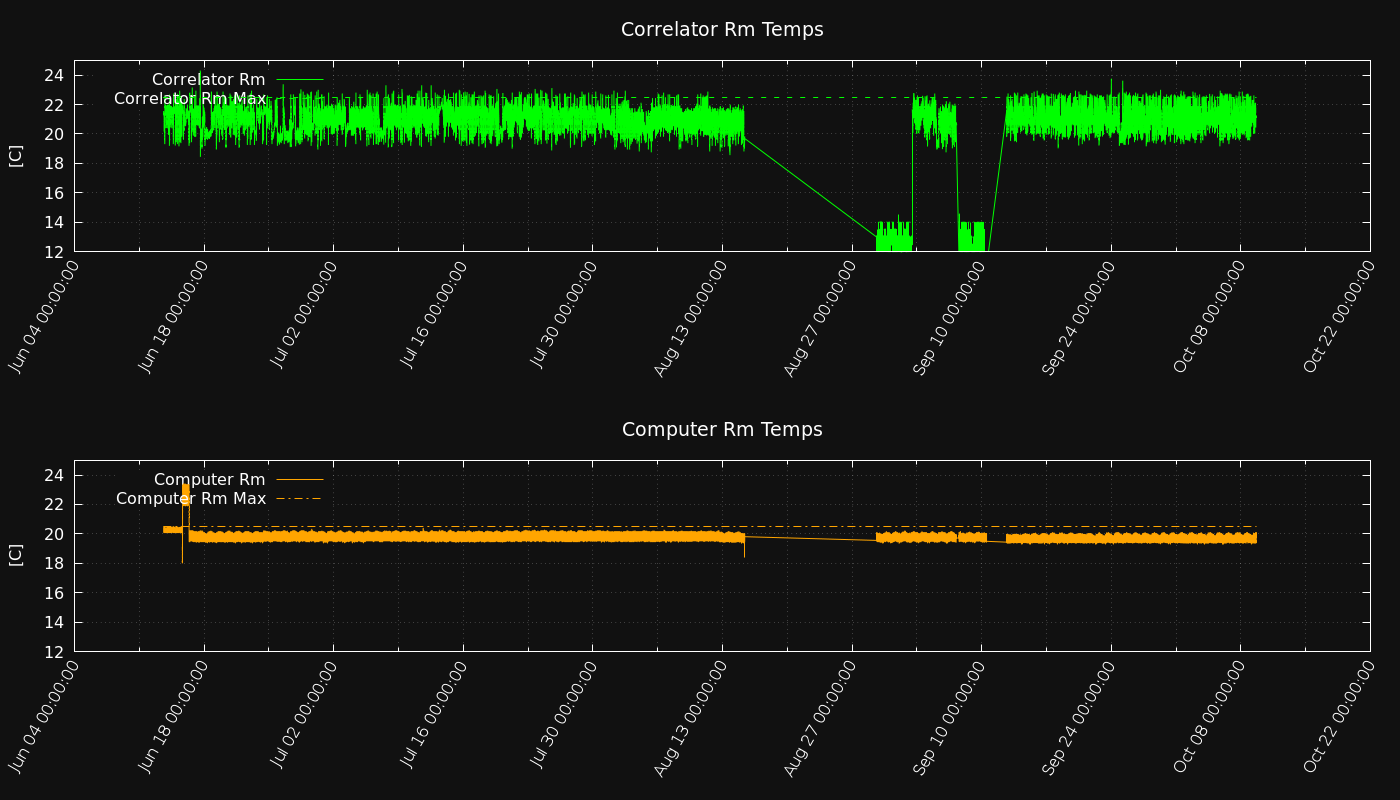 Correlator Rm Temps
Correlator Rm
Correlator Rm Max
[C]
24
22
20
18
16
14
12
Jun 04 00:00:00
Jun 18 00:00:00
Jul 02 00:00:00
Jul 16 00:00:00
Jul 30 00:00:00
Aug 13 00:00:00
Aug 27 00:00:00
Sep 10 00:00:00
Sep 24 00:00:00
Oct 08 00:00:00
Oct 22 00:00:00
Computer Rm Temps
Computer Rm
Computer Rm Max
[C]
24
22
20
18
16
14
12
Jun 04 00:00:00
Jun 18 00:00:00
Jul 02 00:00:00
Jul 16 00:00:00
Jul 30 00:00:00
Aug 13 00:00:00
Aug 27 00:00:00
Sep 10 00:00:00
Sep 24 00:00:00
Oct 08 00:00:00
Oct 22 00:00:00